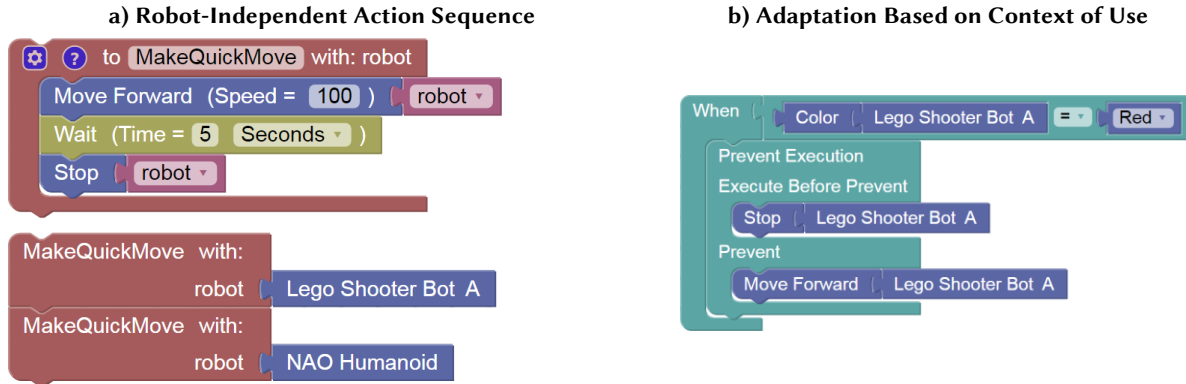 a) Robot-Independent Action Sequence
? to MakeQuickMove with: robot
Move Forward (Speed = 100 ) robot
Wait (Time = 5 Seconds )
Stop robot
MakeQuickMove with:
robot Lego Shooter Bot A
MakeQuickMove with:
robot NAO Humanoid
b) Adaptation Based on Context of Use
When Color Lego Shooter Bot A = Red
Prevent Execution
Execute Before Prevent
Stop Lego Shooter Bot A
Prevent
Move Forward Lego Shooter Bot A